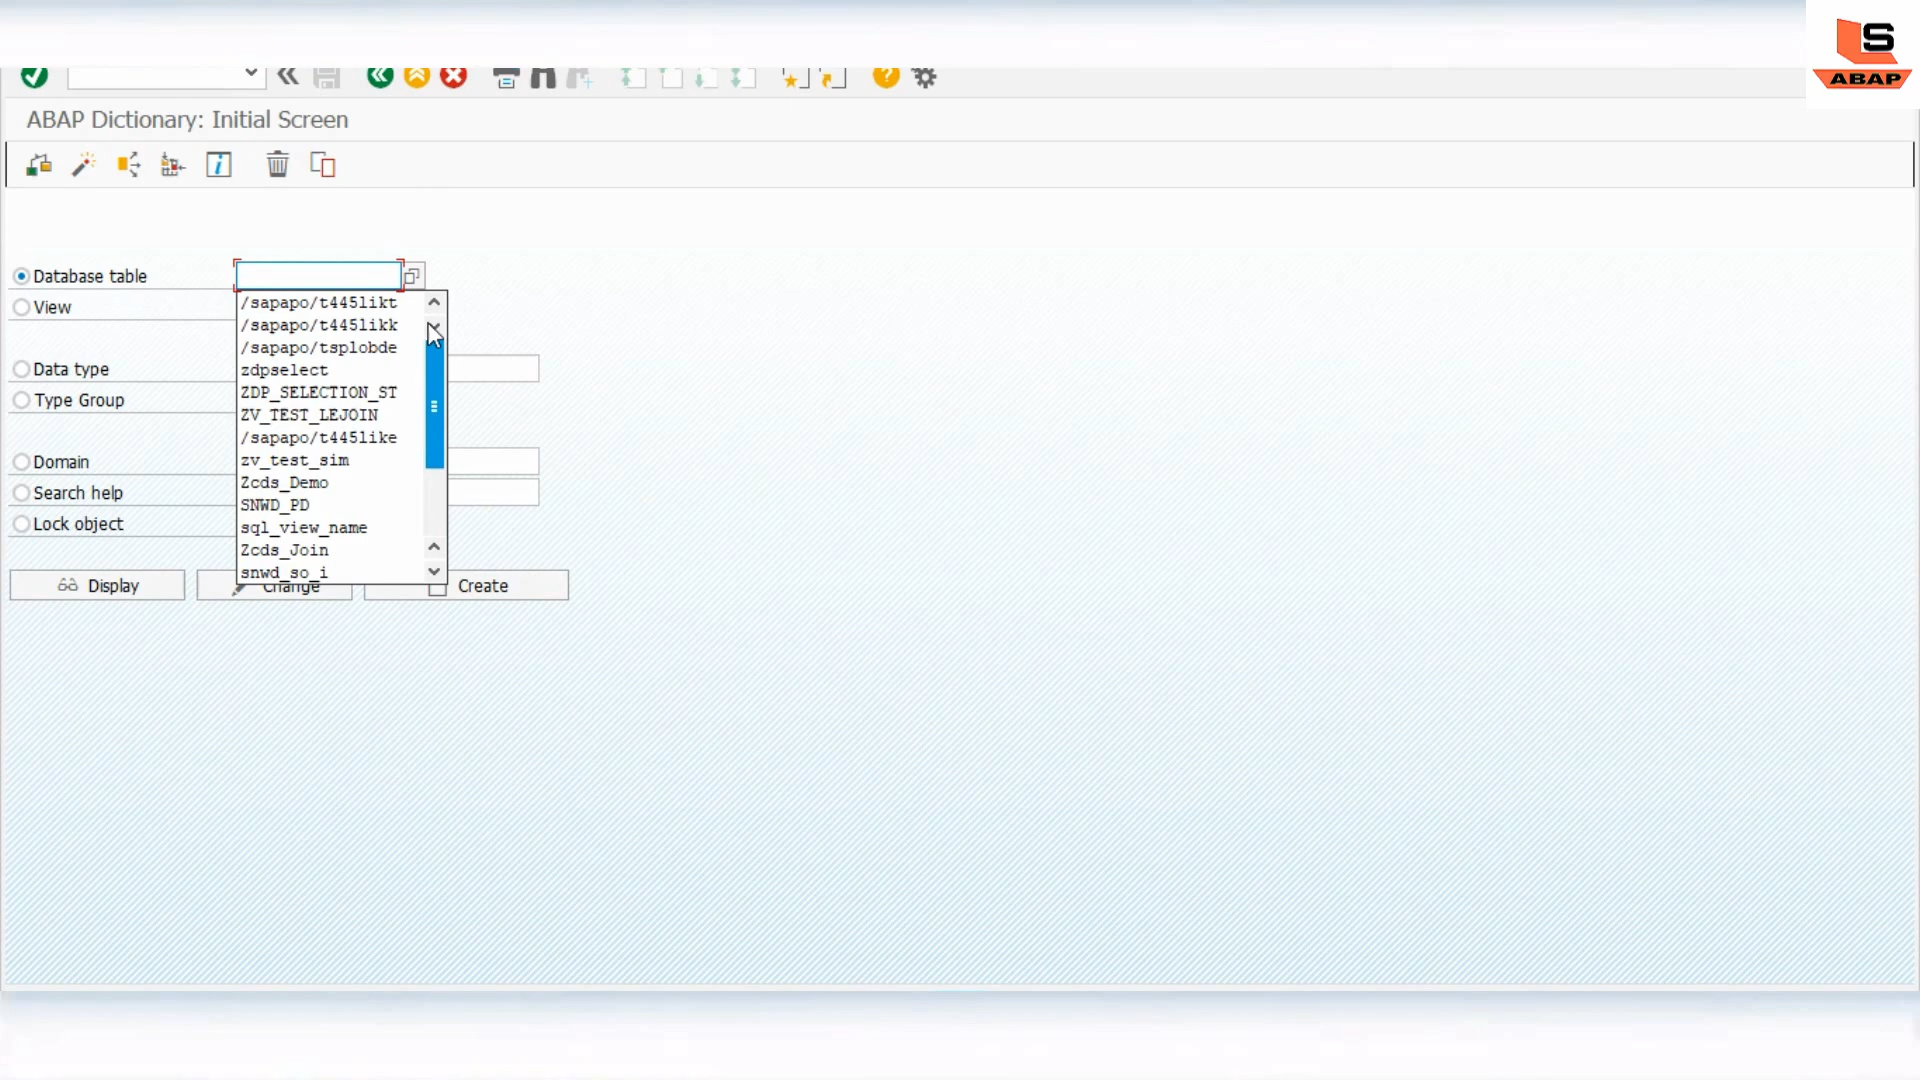 S
ABAP
ABAP Dictionary: Initial Screen
Database table
View
Data type
Type Group
Domain
Search help
Lock object
/sapapo/t445likt
/sapapo/t445likk
/sapapo/tsplobde
zdpselect
ZDP_SELECTION_ST
ZV_TEST_LEJOIN
/sapapo/t445like
zv_test_sim
Zcds_Demo
SNWD_PD
sql_view_name
Zcds_Join
snwd_so_i
Display
Change
Create